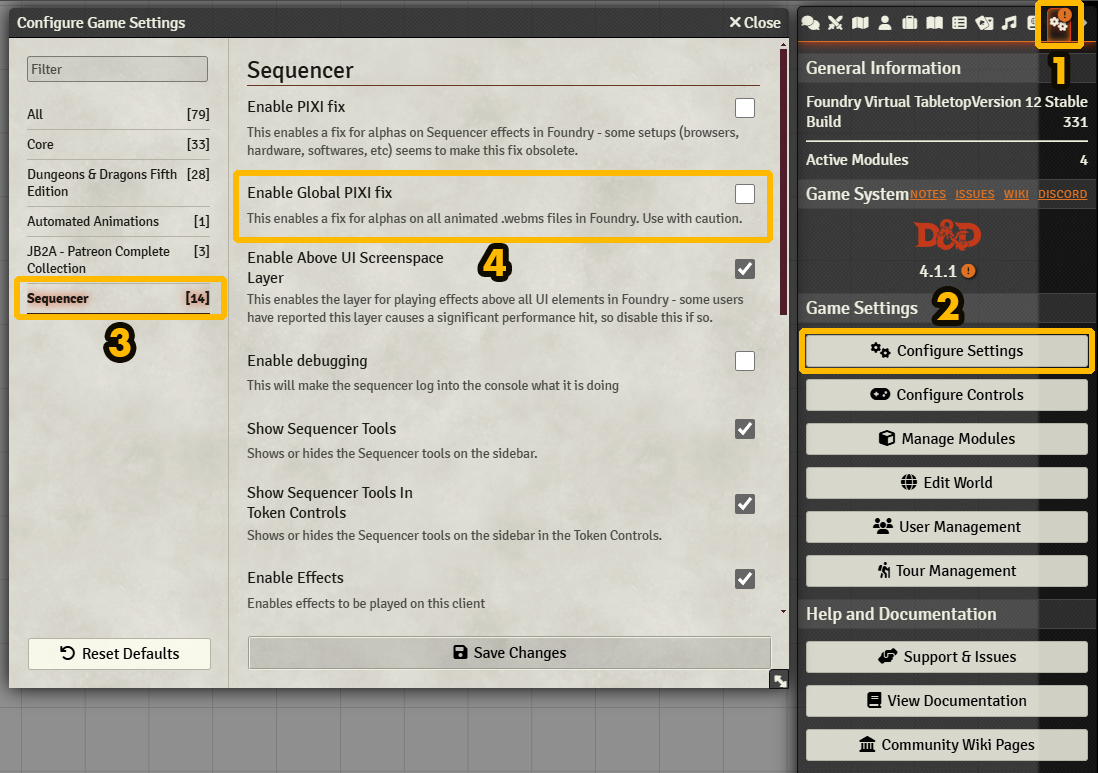 Configure Game Settings
Close
Filter
All [79]
Core [33]
Dungeons & Dragons Fifth [28]
Edition
Automated Animations [1]
JB2A - Patreon Complete [3]
Collection
Sequencer [14]
3
Reset Defaults
Sequencer
Enable PIXI fix
This enables a fix for alphas on Sequencer effects in Foundry - some setups (browsers,
hardware, softwares, etc) seems to make this fix obsolete.
Enable Global PIXI fix
This enables a fix for alphas on all animated .webms files in Foundry. Use with caution.
4
Enable Above UI Screenspace
Layer
This enables the layer for playing effects above all UI elements in Foundry - some users
have reported this layer causes a significant performance hit, so disable this if so.
Enable debugging
This will make the sequencer log into the console what it is doing
Show Sequencer Tools
Shows or hides the Sequencer tools on the sidebar.
Show Sequencer Tools In
Token Controls
Shows or hides the Sequencer tools on the sidebar in the Token Controls.
Enable Effects
Enables effects to be played on this client
Save Changes
1
General Information
Foundry Virtual TabletopVersion 12 Stable
Build 331
Active Modules 4
Game System NOTES ISSUES WIKI DISCORD
D&D
4.1.1
Game Settings
2
Configure Settings
Configure Controls
Manage Modules
Edit World
User Management
Tour Management
Help and Documentation
Support & Issues
View Documentation
Community Wiki Pages